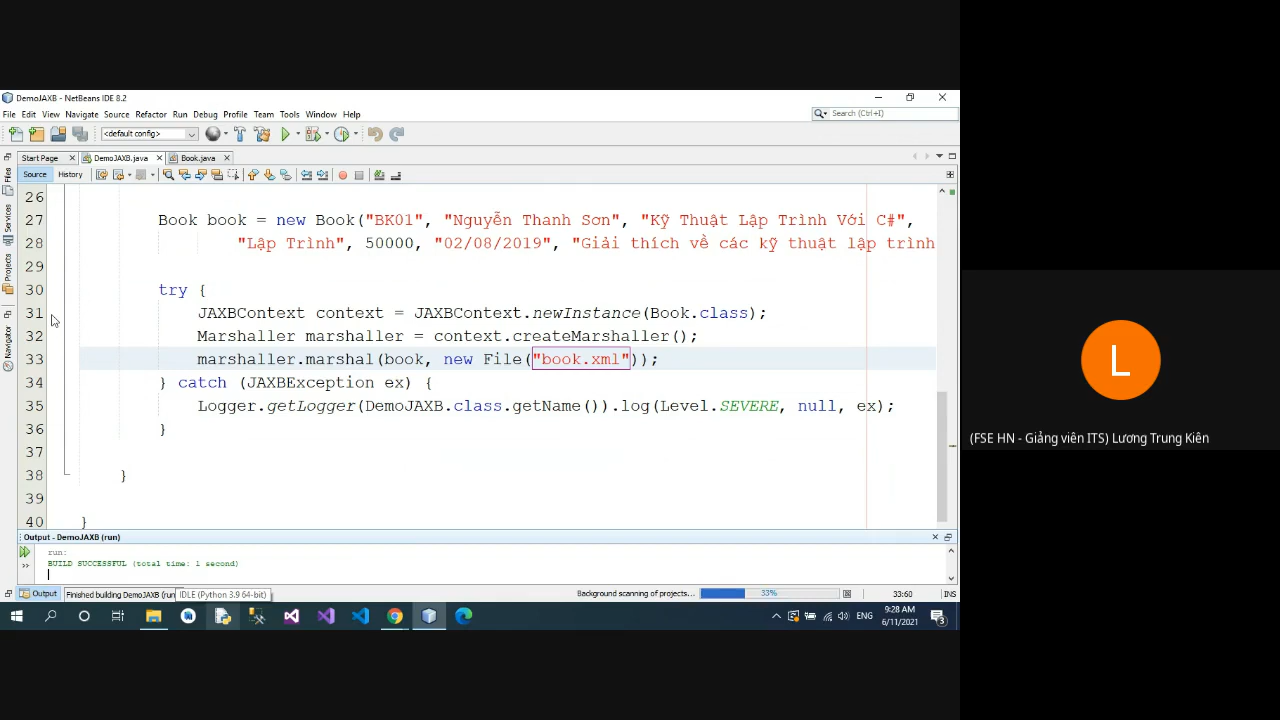 DemoJAXB - NetBeans IDE 8.2
File Edit View Navigate Source Refactor Run Debug Profile Team Tools Window Help
Search (Ctrl+I)
<default config>
Start Page DemoJAXB.java Book.java
Source History
Files
Services
Projects
Navigator
26
27 Book book = new Book("BK01", "Nguyễn Thanh Sơn", "Kỹ Thuật Lập Trình Với C#",
28 "Lập Trình", 50000, "02/08/2019", "Giải thích về các kỹ thuật lập trình
29
30 try {
31 JAXBContext context = JAXBContext.newInstance(Book.class);
32 Marshaller marshaller = context.createMarshaller();
33 marshaller.marshal(book, new File("book.xml"));
34 } catch (JAXBException ex) {
35 Logger.getLogger(DemoJAXB.class.getName()).log(Level.SEVERE, null, ex);
36 }
37
38 }
39
40 }
Output - DemoJAXB (run)
run:
BUILD SUCCESSFUL (total time: 1 second)
Output Finished building DemoJAXB (run IDLE (Python 3.9 64-bit) Background scanning of projects... 33% 33:60 INS
ENG
9:28 AM
6/11/2021
3
L
(FSE HN - Giảng viên ITS) Lương Trung Kiên